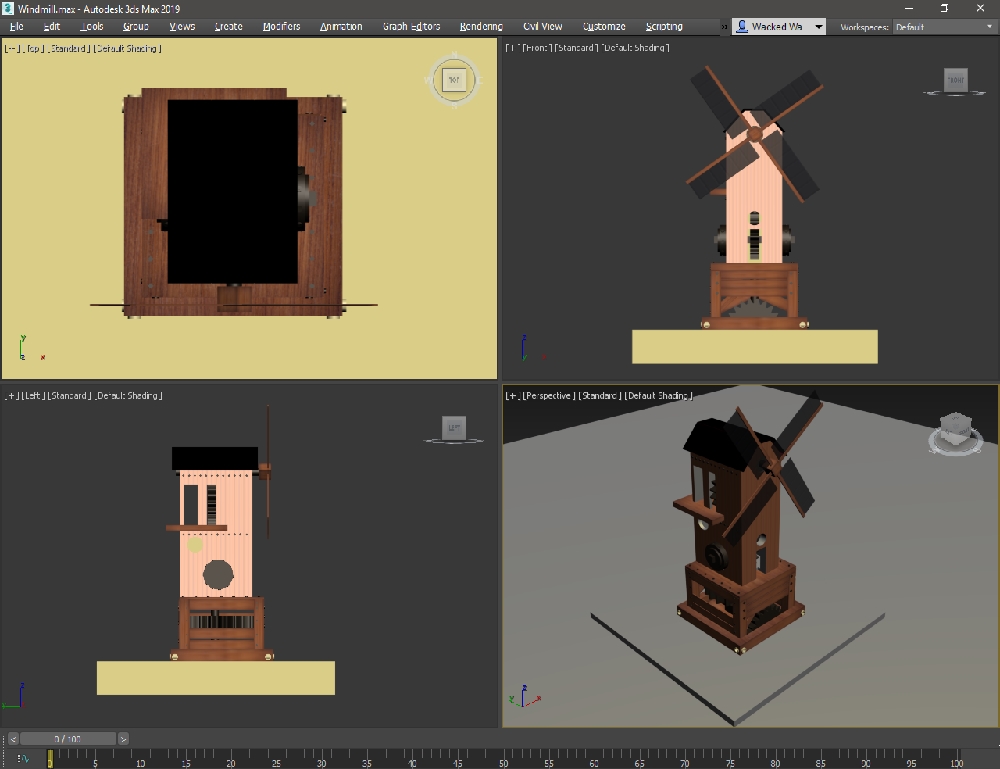 Windmill.max - Autodesk 3ds Max 2019
File Edit Tools Group Views Create Modifiers Animation Graph Editors Rendering Civil View Customize Scripting » Wacked Wa Workspaces: Default
[--] [Top] [Standard] [Default Shading]
TOP
[+] [Front] [Standard] [Default Shading]
FRONT
y
z x
z
[+] [Left] [Standard] [Default Shading]
LEFT
[+] [Perspective] [Standard] [Default Shading]
z
z
y x
< 0 / 100 >
0 5 10 15 20 25 30 35 40 45 50 55 60 65 70 75 80 85 90 95 100